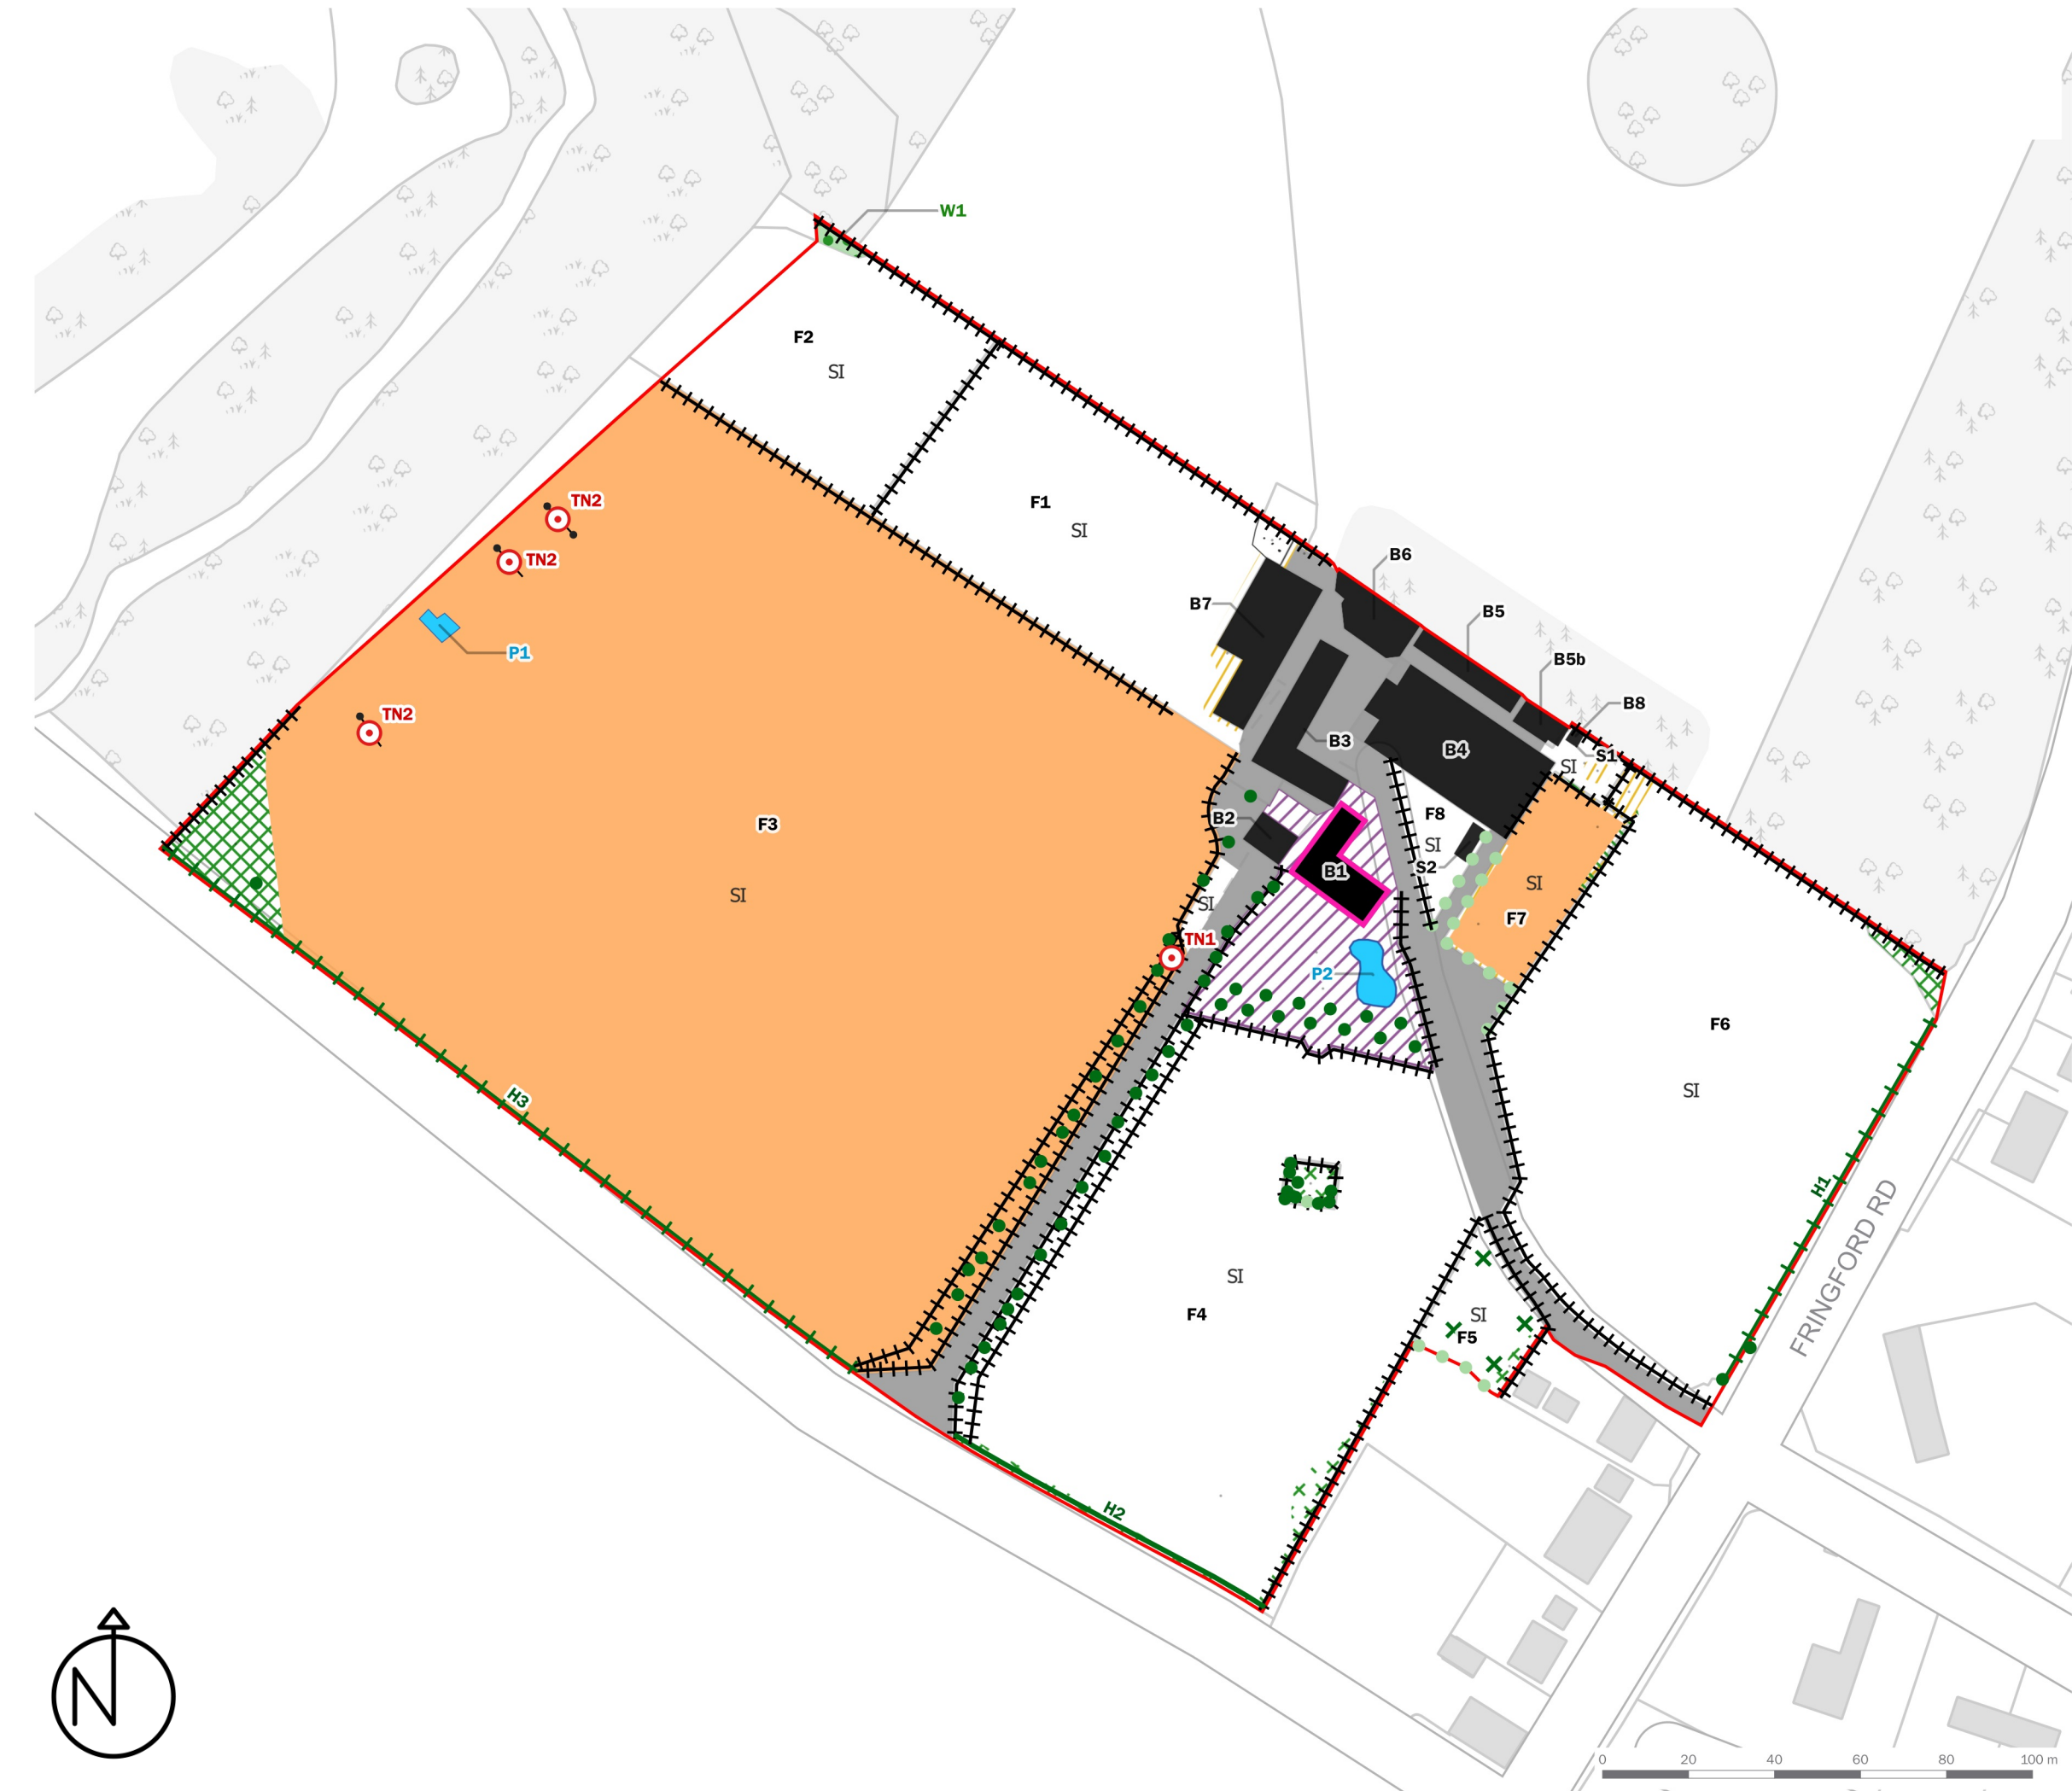 W1
F2
SI
TN2
F1
SI
B6
TN2
B7
B5
P1
B5b
B8
TN2
B3
B4
S1
SI
F3
B2
F8
SI
S2
B1
SI
SI
SI
F7
TN1
P2
F6
SI
H3
H1
FRINGFORD RD
SI
F4
SI
F5
H2
N
0 20 40 60 80 100 m